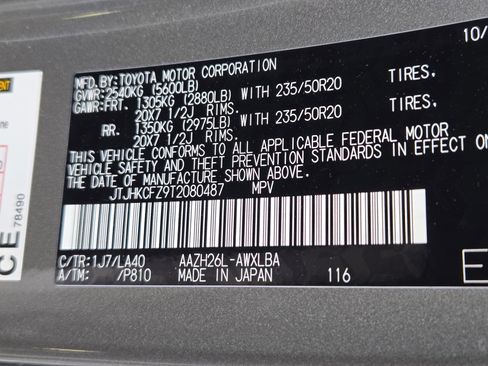 10/
MFD.BY:TOYOTA MOTOR CORPORATION
GVWR:2540KG (5600LB)
GAWR:FRT. 1305KG (2880LB) WITH 235/50R20 TIRES.
20X7 1/2J RIMS.
RR. 1350KG (2975LB) WITH 235/50R20 TIRES.
20X7 1/2J RIMS.
THIS VEHICLE CONFORMS TO ALL APPLICABLE FEDERAL MOTOR
VEHICLE SAFETY AND THEFT PREVENTION STANDARDS IN EFFECT ON
THE DATE OF MANUFACTURE SHOWN ABOVE.
JTJHKCFZ9T2080487 MPV
C/TR:1J7/LA40 AAZH26L-AWXLBA
A/TM: /P810 MADE IN JAPAN 116
E
CE
78490